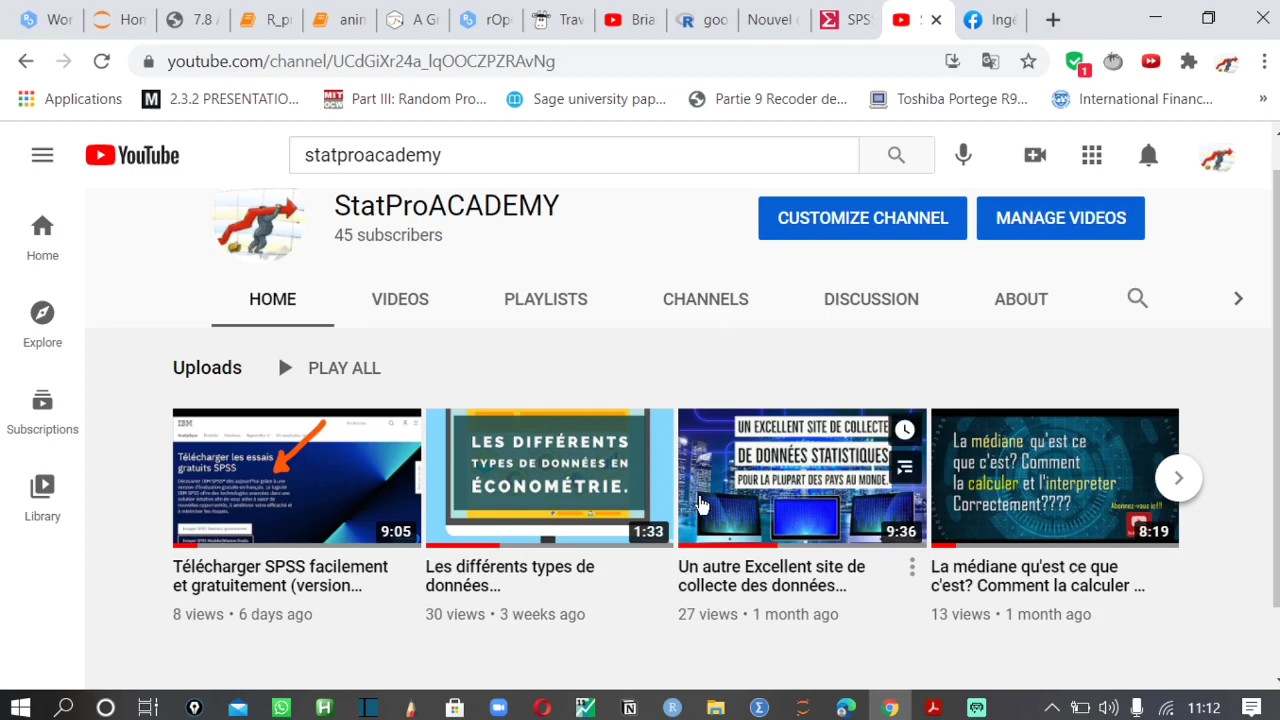 Wor
Hor
7.8 /
R_pr
anir
A G
rOp
Trav
Bria
goo
Nouvel
SPS
Ingé
youtube.com/channel/UCdGiXr24a_lqOOCZPZRAvNg
1
Applications
M
2.3.2 PRESENTATIO...
Part III: Random Pro...
Sage university pap...
Partie 9 Recoder de...
Toshiba Portege R9...
International Financ...
»
YouTube
statproacademy
StatProACADEMY
45 subscribers
CUSTOMIZE CHANNEL
MANAGE VIDEOS
Home
Explore
Subscriptions
Library
HOME
VIDEOS
PLAYLISTS
CHANNELS
DISCUSSION
ABOUT
Uploads
PLAY ALL
IBM
Télécharger les essais
gratuits SPSS
9:05
LES DIFFÉRENTS
TYPES DE DONNÉES EN
ÉCONOMÉTRIE.
UN EXCELLENT SITE DE COLLECTE
DE DONNÉES STATISTIQUES
POUR LA PLUPART DES PAYS AU MONDE.
9:36
La médiane qu'est ce
que c'est? Comment
la calculer et l'interpreter
Correctement????
Abonnez-vous ici!!!
8:19
Télécharger SPSS facilement
et gratuitement (version...
8 views • 6 days ago
Les différents types de
données...
30 views • 3 weeks ago
Un autre Excellent site de
collecte des données...
27 views • 1 month ago
La médiane qu'est ce que
c'est? Comment la calculer ...
13 views • 1 month ago
11:12